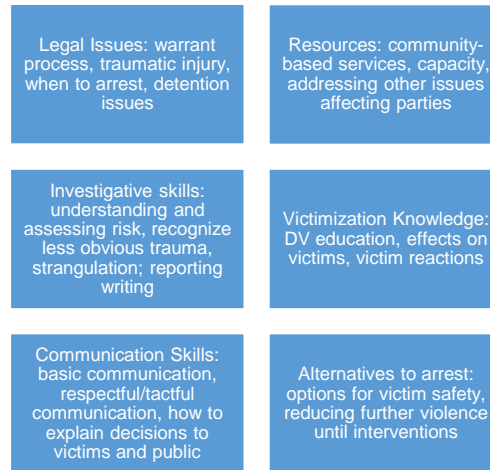 Legal Issues: warrant
process, traumatic injury,
when to arrest, detention
issues
Resources: community-
based services, capacity,
addressing other issues
affecting parties
Investigative skills:
understanding and
assessing risk, recognize
less obvious trauma,
strangulation; reporting
writing
Victimization Knowledge:
DV education, effects on
victims, victim reactions
Communication Skills:
basic communication,
respectful/tactful
communication, how to
explain decisions to
victims and public
Alternatives to arrest:
options for victim safety,
reducing further violence
until interventions